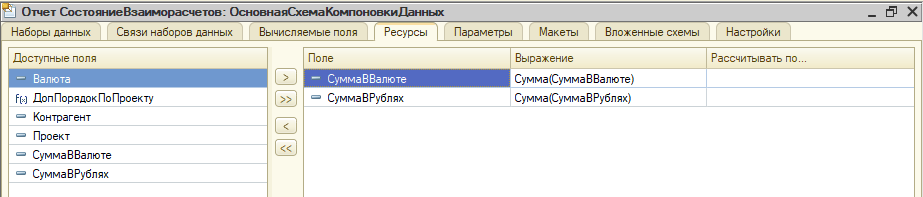 Отчет СостояниеВзаиморасчетов: ОсновнаяСхемаКомпоновкиДанных
Наборы данных Связи наборов данных Вычисляемые поля Ресурсы Параметры Макеты Вложенные схемы Настройки
Доступные поля
Валюта
ДопПорядокПоПроекту
Контрагент
Проект
СуммаВВалюте
СуммаВРублях
>
>>
<
<<
Поле Выражение Рассчитывать по...
СуммаВВалюте Сумма(СуммаВВалюте)
СуммаВРублях Сумма(СуммаВРублях)